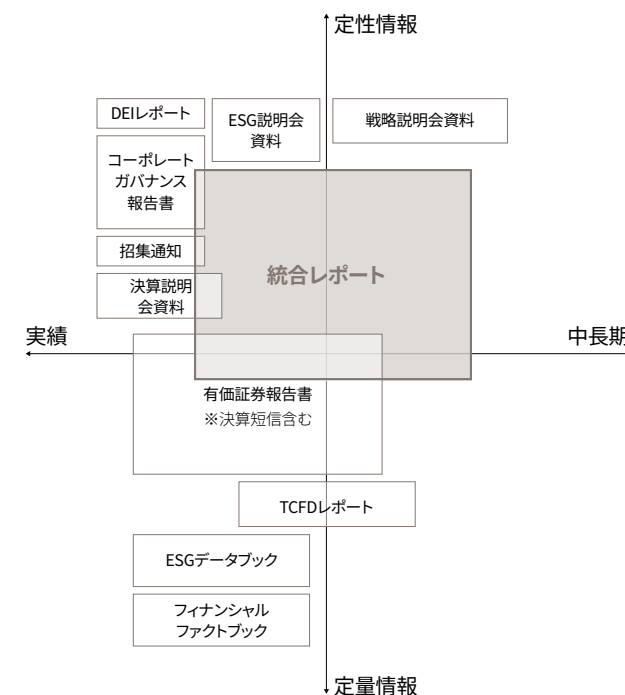 定性情報
DEIレポート
ESG説明会
資料
戦略説明会資料
コーポレート
ガバナンス
報告書
招集通知
統合レポート
決算説明
会資料
実績
中長期
有価証券報告書
※決算短信含む
TCFDレポート
ESGデータブック
フィナンシャル
ファクトブック
定量情報